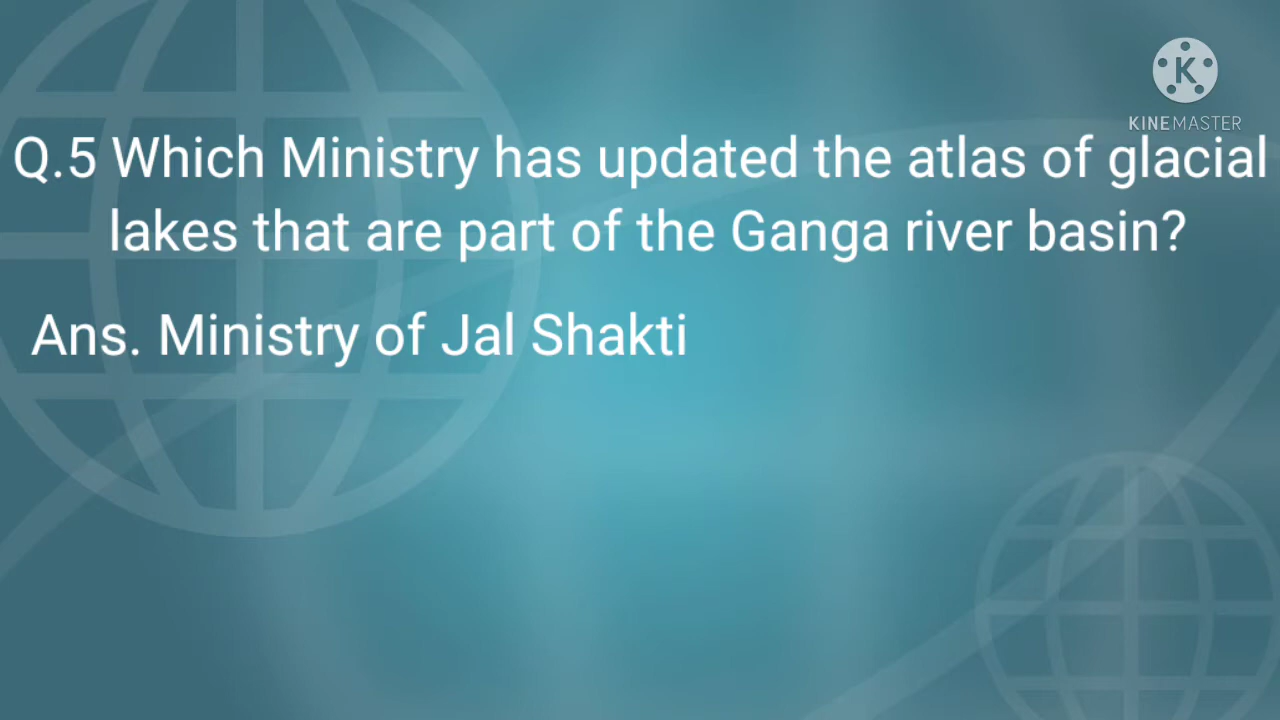 K
KINEMASTER
Q.5 Which Ministry has updated the atlas of glacial
lakes that are part of the Ganga river basin?
Ans. Ministry of Jal Shakti